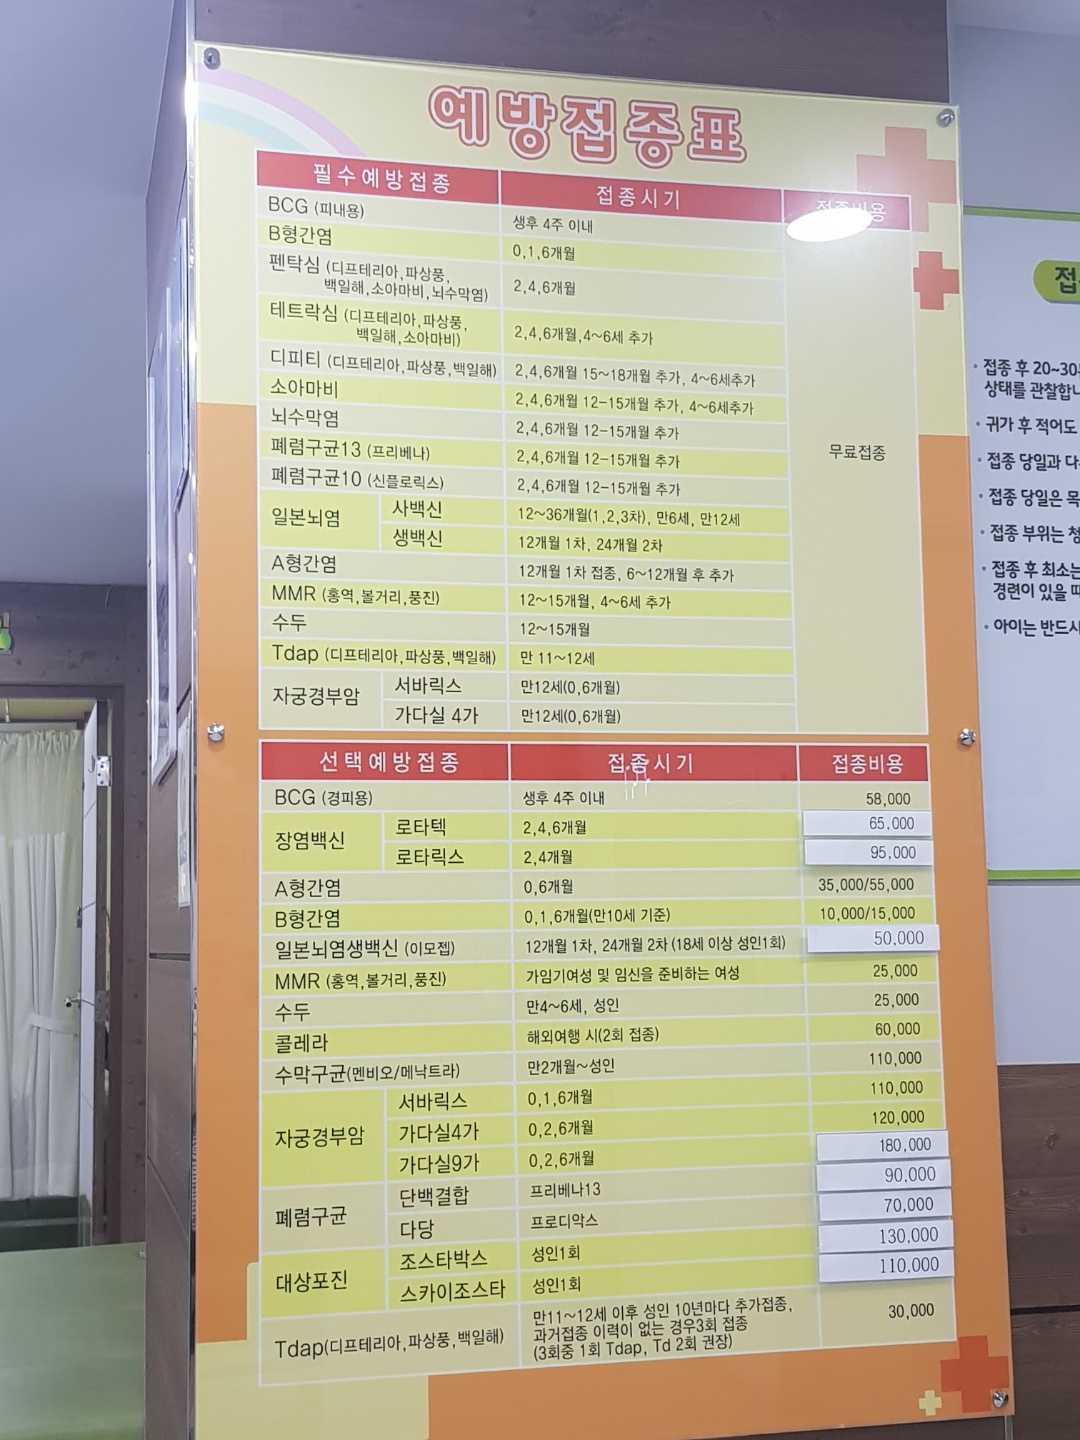 예방접종표
필수예방접종 접종시기 접종비용
BCG (피내용) 생후 4주 이내
B형간염 0,1,6개월
펜탁심 (디프테리아,파상풍,
백일해,소아마비,뇌수막염) 2,4,6개월
테트락심 (디프테리아,파상풍,
백일해,소아마비) 2,4,6개월,4~6세 추가
디피티 (디프테리아,파상풍,백일해) 2,4,6개월 15~18개월 추가, 4~6세추가
소아마비 2,4,6개월 12-15개월 추가, 4~6세추가
뇌수막염 2,4,6개월 12-15개월 추가
폐렴구균13 (프리베나) 2,4,6개월 12-15개월 추가
무료접종
폐렴구균10 (신플로릭스) 2,4,6개월 12-15개월 추가
일본뇌염 사백신 12~36개월(1,2,3차), 만6세, 만12세
생백신 12개월 1차, 24개월 2차
A형간염 12개월 1차 접종, 6~12개월 후 추가
MMR (홍역,볼거리,풍진) 12~15개월, 4~6세 추가
수두 12~15개월
Tdap (디프테리아,파상풍,백일해) 만 11~12세
자궁경부암 서바릭스 만12세(0,6개월)
가다실 4가 만12세(0,6개월)
선택예방접종 접종시기 접종비용
BCG (경피용) 생후 4주 이내 58,000
장염백신 로타텍 2,4,6개월 65,000
로타릭스 2,4개월 95,000
A형간염 0,6개월 35,000/55,000
B형간염 0,1,6개월(만10세 기준) 10,000/15,000
일본뇌염생백신 (이모젭) 12개월 1차, 24개월 2차 (18세 이상 성인1회) 50,000
MMR (홍역,볼거리,풍진) 가임기여성 및 임신을 준비하는 여성 25,000
수두 만4~6세, 성인 25,000
콜레라 해외여행 시(2회 접종) 60,000
수막구균(멘비오/메낙트라) 만2개월~성인 110,000
자궁경부암 서바릭스 0,1,6개월 110,000
가다실4가 0,2,6개월 120,000
가다실9가 0,2,6개월 180,000
폐렴구균 단백결합 프리베나13 90,000
다당 프로디악스 70,000
대상포진 조스타박스 성인1회 130,000
스카이조스타 성인1회 110,000
Tdap(디프테리아,파상풍,백일해) 만11~12세 이후 성인 10년마다 추가접종,
과거접종 이력이 없는 경우3회 접종
(3회중 1회 Tdap, Td 2회 권장) 30,000
접
· 접종 후 20~30
상태를 관찰합니
· 귀가 후 적어도
· 접종 당일과 다
· 접종 당일은 목
· 접종 부위는 청
· 접종 후 최소는
경련이 있을 때
· 아이는 반드시